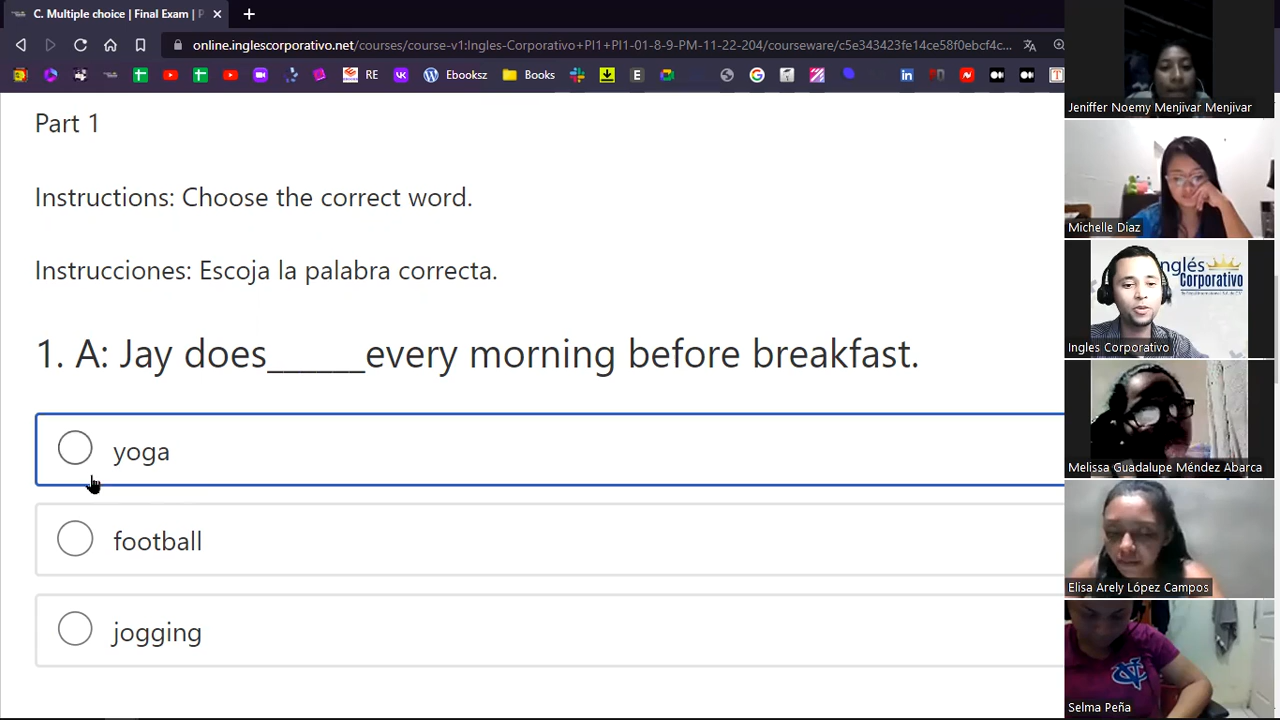 C. Multiple choice | Final Exam | P
online.inglescorporativo.net/courses/course-v1:Ingles-Corporativo+PI1+PI1-01-8-9-PM-11-22-204/courseware/c5e343423fe14ce58f0ebcf4c...
RE
Ebooksz
Books
Part 1
Instructions: Choose the correct word.
Instrucciones: Escoja la palabra correcta.
1. A: Jay does______every morning before breakfast.
yoga
football
jogging
Jeniffer Noemy Menjivar Menjivar
Michelle Diaz
Inglés
Corporativo
Ingles Corporativo
Melissa Guadalupe Méndez Abarca
Elisa Arely López Campos
Selma Peña